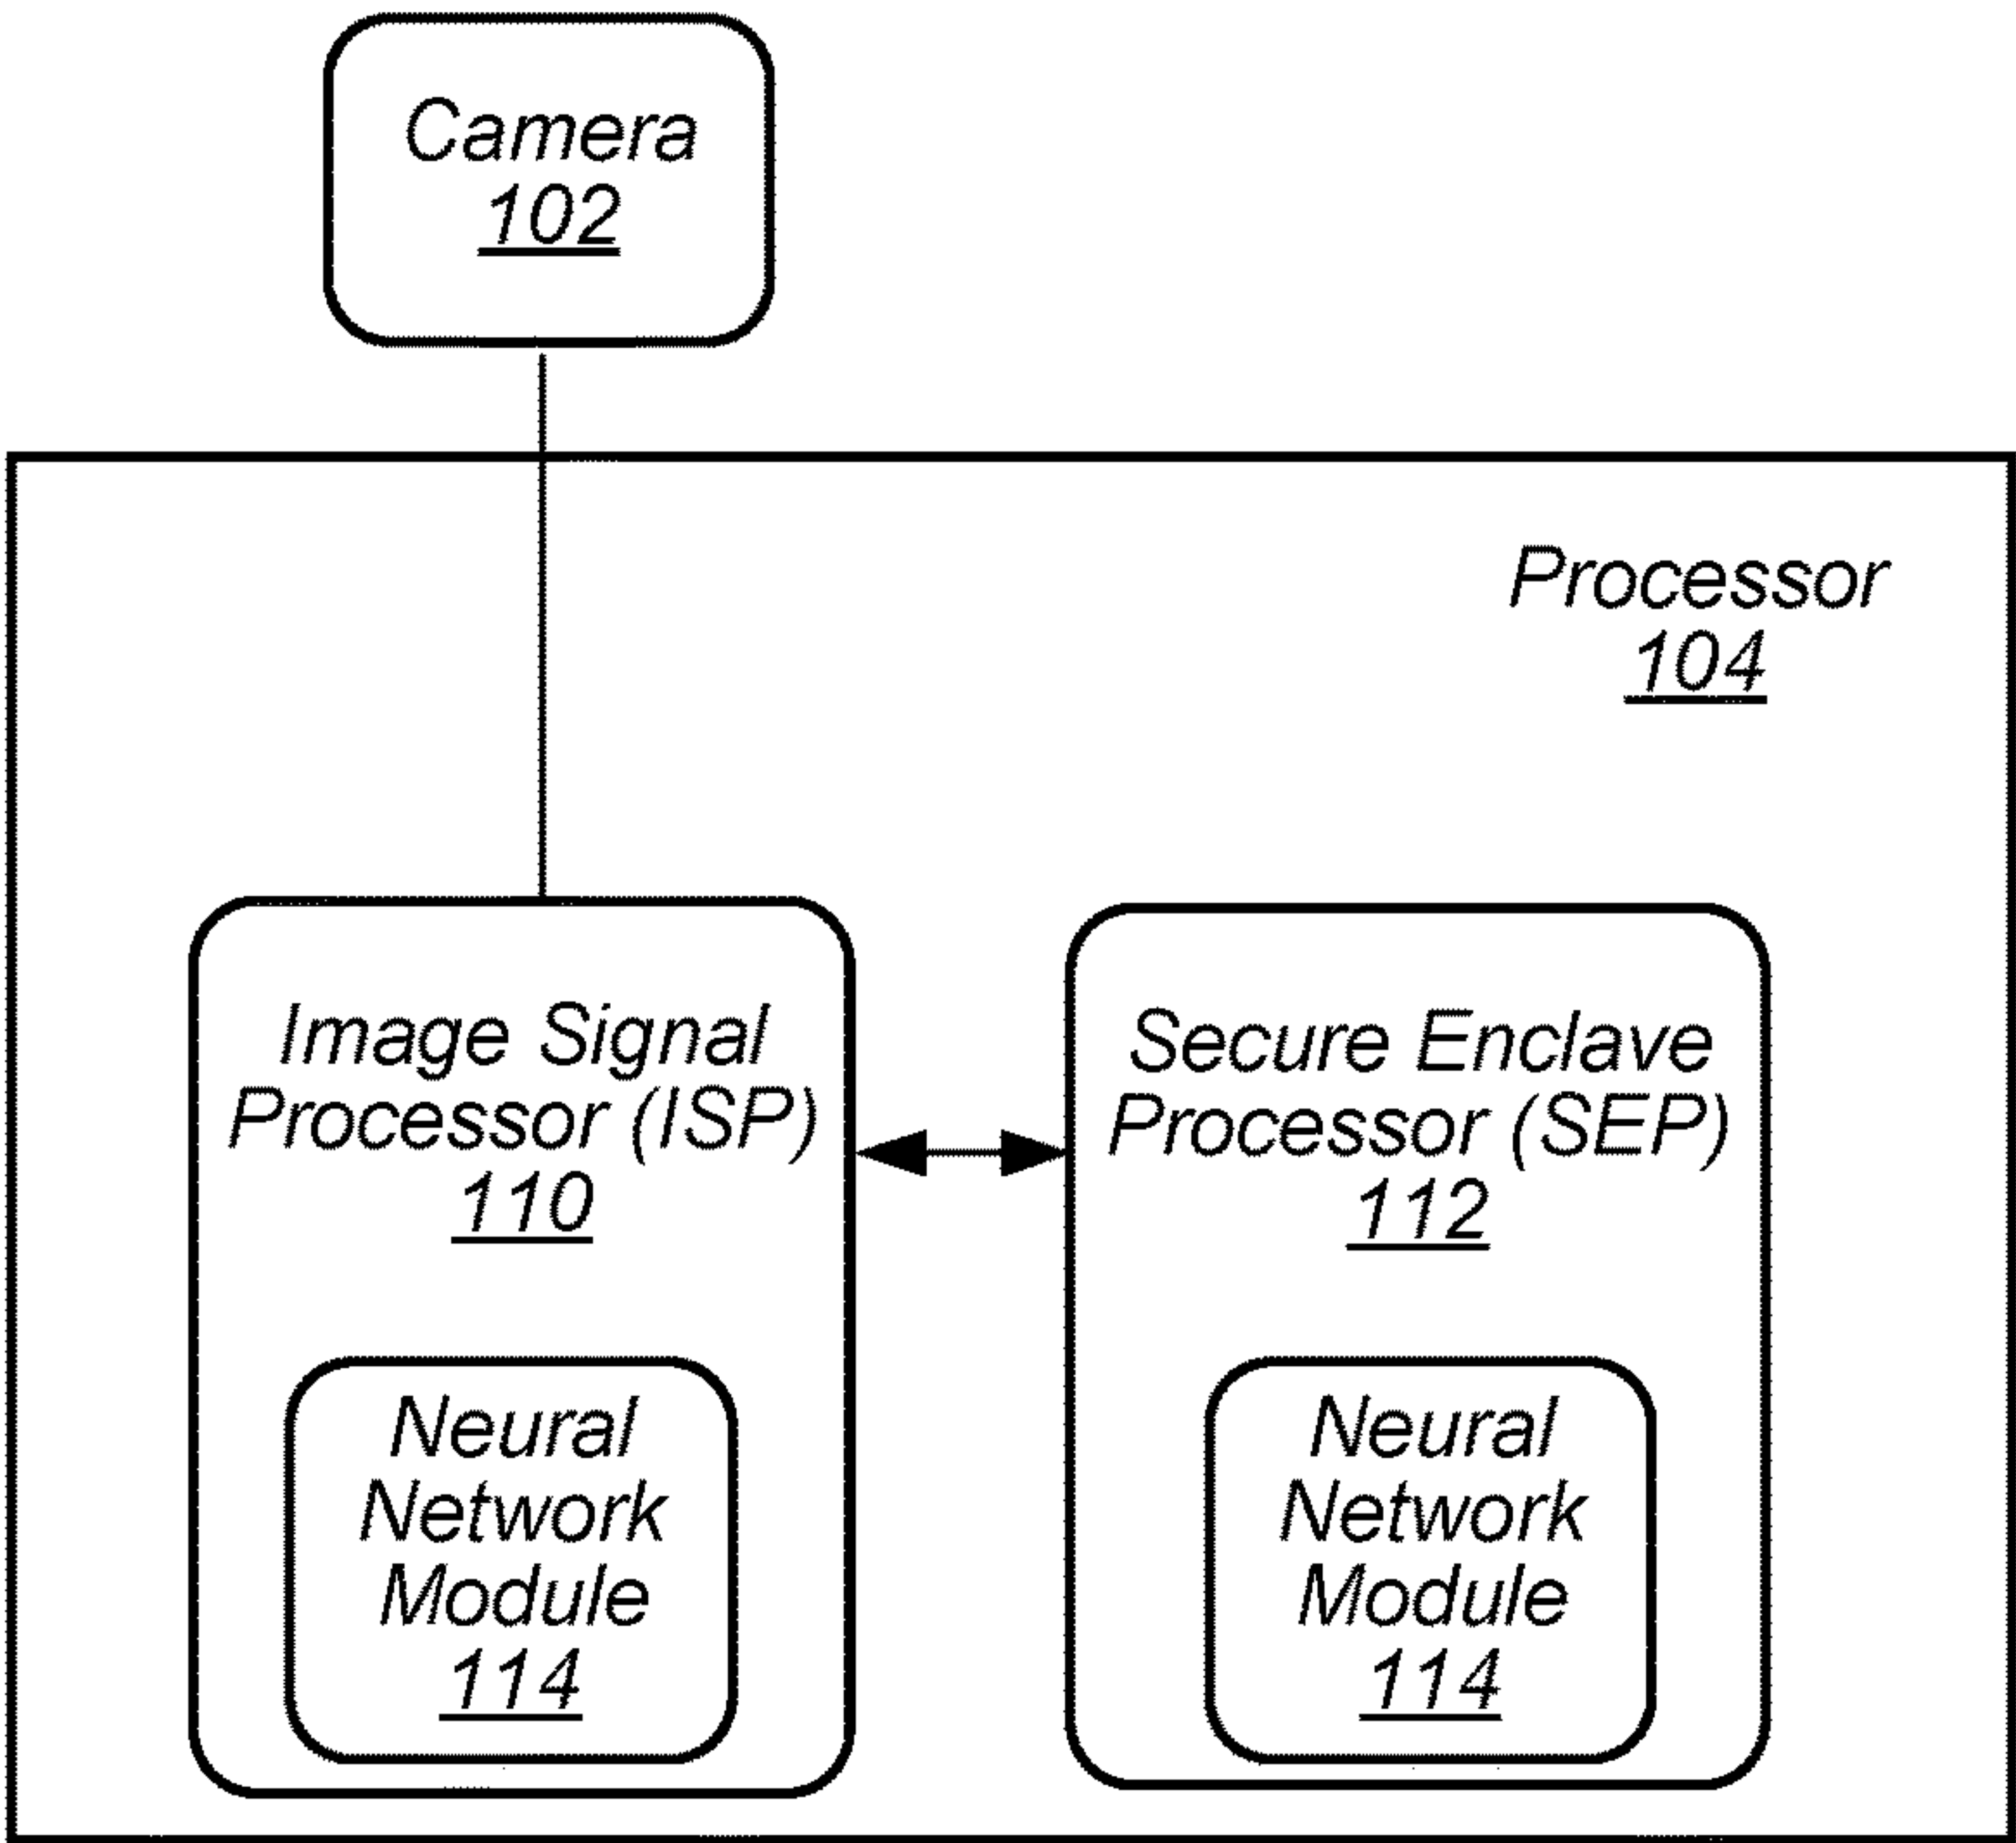 Camera
102
Processor
104
Image Signal
Processor (ISP)
110
Secure Enclave
Processor (SEP)
112
Neural
Network
Module
114
Neural
Network
Module
114